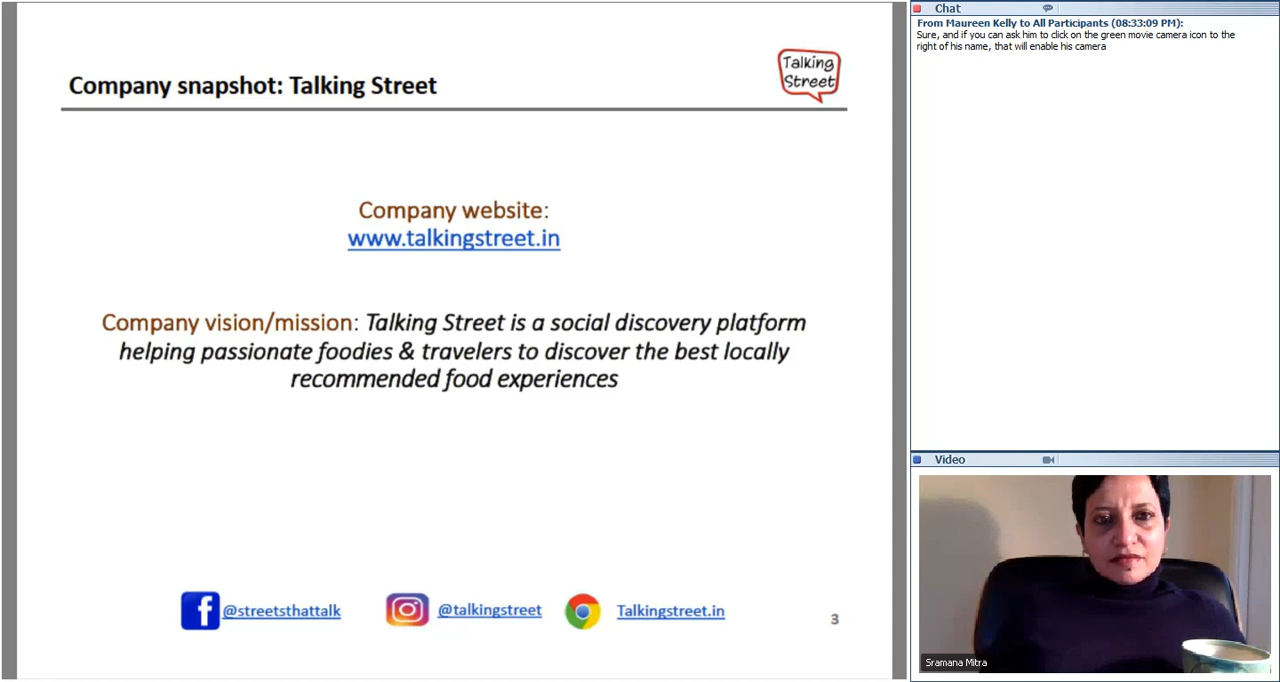 Company snapshot: Talking Street
Talking
Street
Company website:
www.talkingstreet.in
Company vision/mission: Talking Street is a social discovery platform
helping passionate foodies & travelers to discover the best locally
recommended food experiences
@streetsthattalk
@talkingstreet
Talkingstreet.in
3
Chat
From Maureen Kelly to All Participants (08:33:09 PM):
Sure, and if you can ask him to click on the green movie camera icon to the
right of his name, that will enable his camera
Video
Sramana Mitra